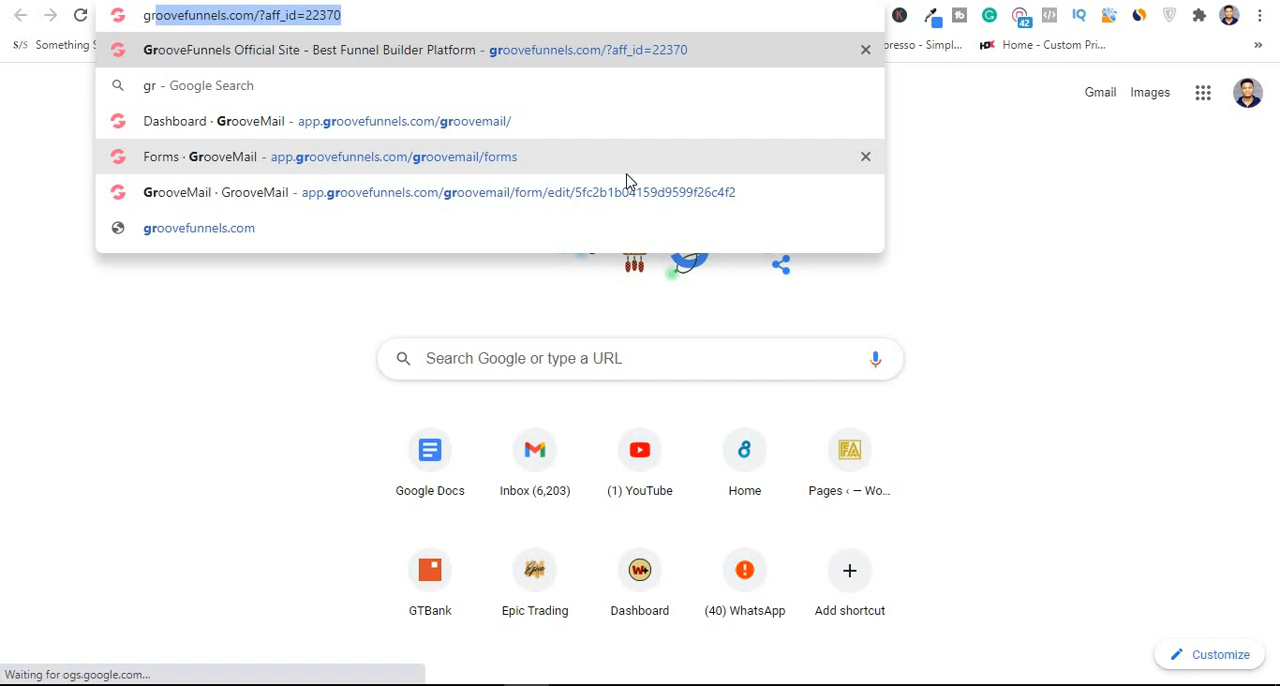 groovefunnels.com/?aff_id=22370
42
S/5 Something S
presso - Simpl...
HDX Home - Custom Pri...
»
GrooveFunnels Official Site - Best Funnel Builder Platform - groovefunnels.com/?aff_id=22370
gr - Google Search
Dashboard · GrooveMail - app.groovefunnels.com/groovemail/
Forms · GrooveMail - app.groovefunnels.com/groovemail/forms
GrooveMail · GrooveMail - app.groovefunnels.com/groovemail/form/edit/5fc2b1b04159d9599f26c4f2
groovefunnels.com
Gmail Images
Search Google or type a URL
Google Docs
Inbox (6,203)
(1) YouTube
Home
Pages ‹ — Wo...
GTBank
Epic Trading
Dashboard
(40) WhatsApp
Add shortcut
Customize
Waiting for ogs.google.com...